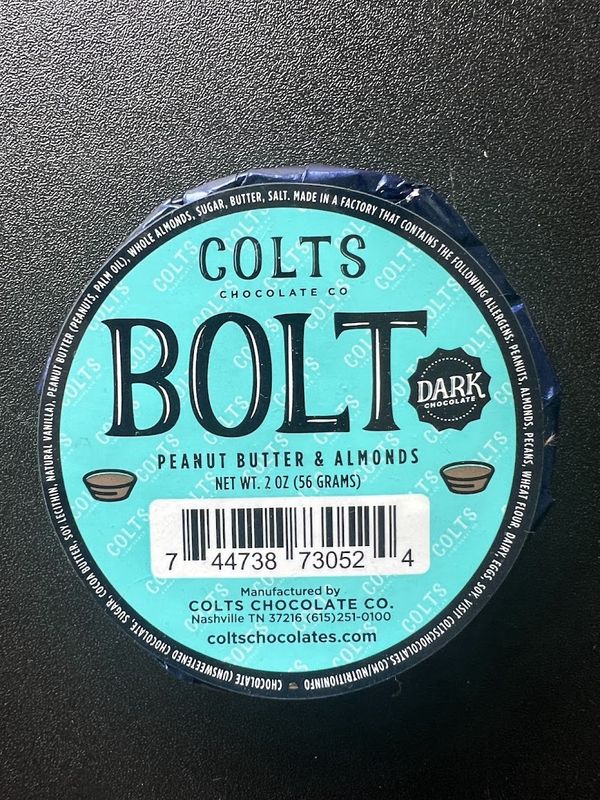 COLTS
CHOCOLATE CO
BOLT
DARK
CHOCOLATE
PEANUT BUTTER & ALMONDS
NET WT. 2 OZ (56 GRAMS)
7 44738 73052 4
Manufactured by
COLTS CHOCOLATE CO.
Nashville TN 37216 (615)251-0100
coltschocolates.com
CHOCOLATE (UNSWEETENED CHOCOLATE, SUGAR, COCOA BUTTER, SOY LECITHIN, NATURAL VANILLA), PEANUT BUTTER (PEANUTS, PALM OIL), WHOLE ALMONDS, SUGAR, BUTTER, SALT. MADE IN A FACTORY THAT CONTAINS THE FOLLOWING ALLERGENS: PEANUTS, ALMONDS, PECANS, WHEAT FLOUR, DAIRY, EGGS, SOY. VISIT COLTSCHOCOLATES.COM/NUTRITIONINFO